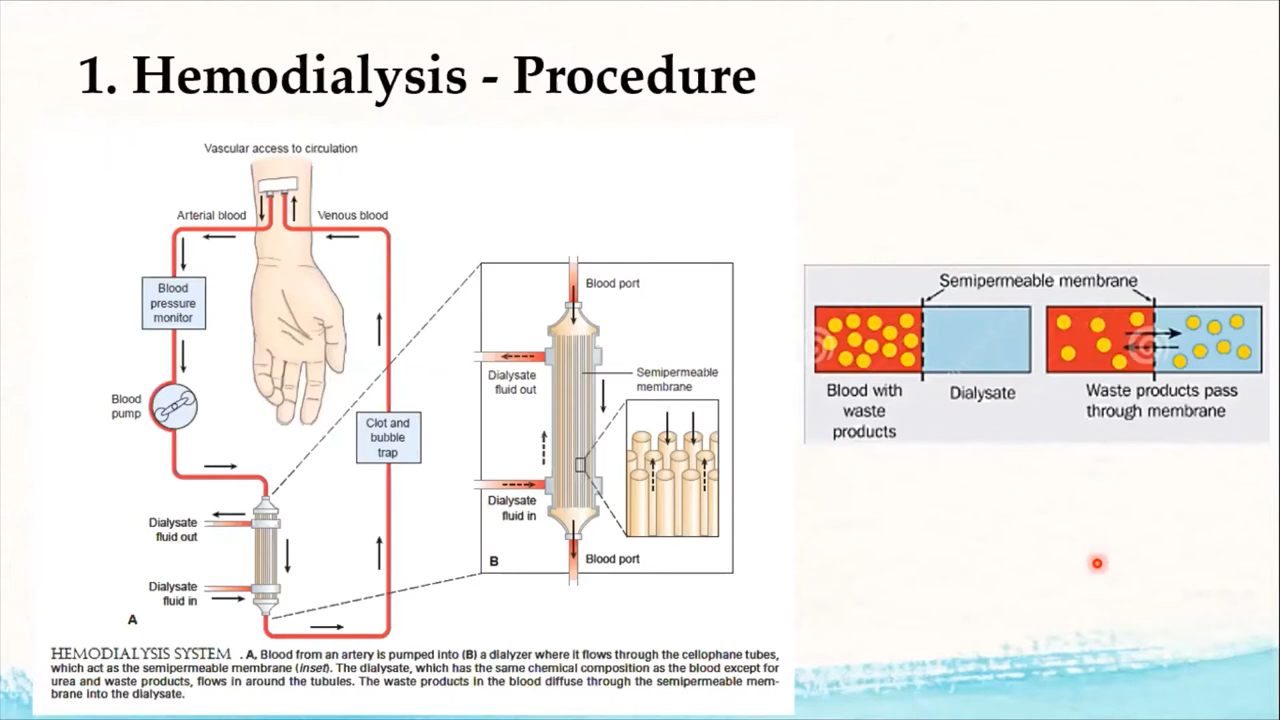 1. Hemodialysis - Procedure
Vascular access to circulation
Arterial blood
Venous blood
Blood
pressure
monitor
Blood
pump
Clot and
bubble
trap
Dialysate
fluid out
Dialysate
fluid in
A
Blood port
Dialysate
fluid out
Semipermeable
membrane
Dialysate
fluid in
B
Blood port
Semipermeable membrane
Blood with
waste
products
Dialysate
Waste products pass
through membrane
HEMODIALYSIS SYSTEM . A, Blood from an artery is pumped into (B) a dialyzer where it flows through the cellophane tubes,
which act as the semipermeable membrane (inset). The dialysate, which has the same chemical composition as the blood except for
urea and waste products, flows in around the tubules. The waste products in the blood diffuse through the semipermeable mem-
brane into the dialysate.